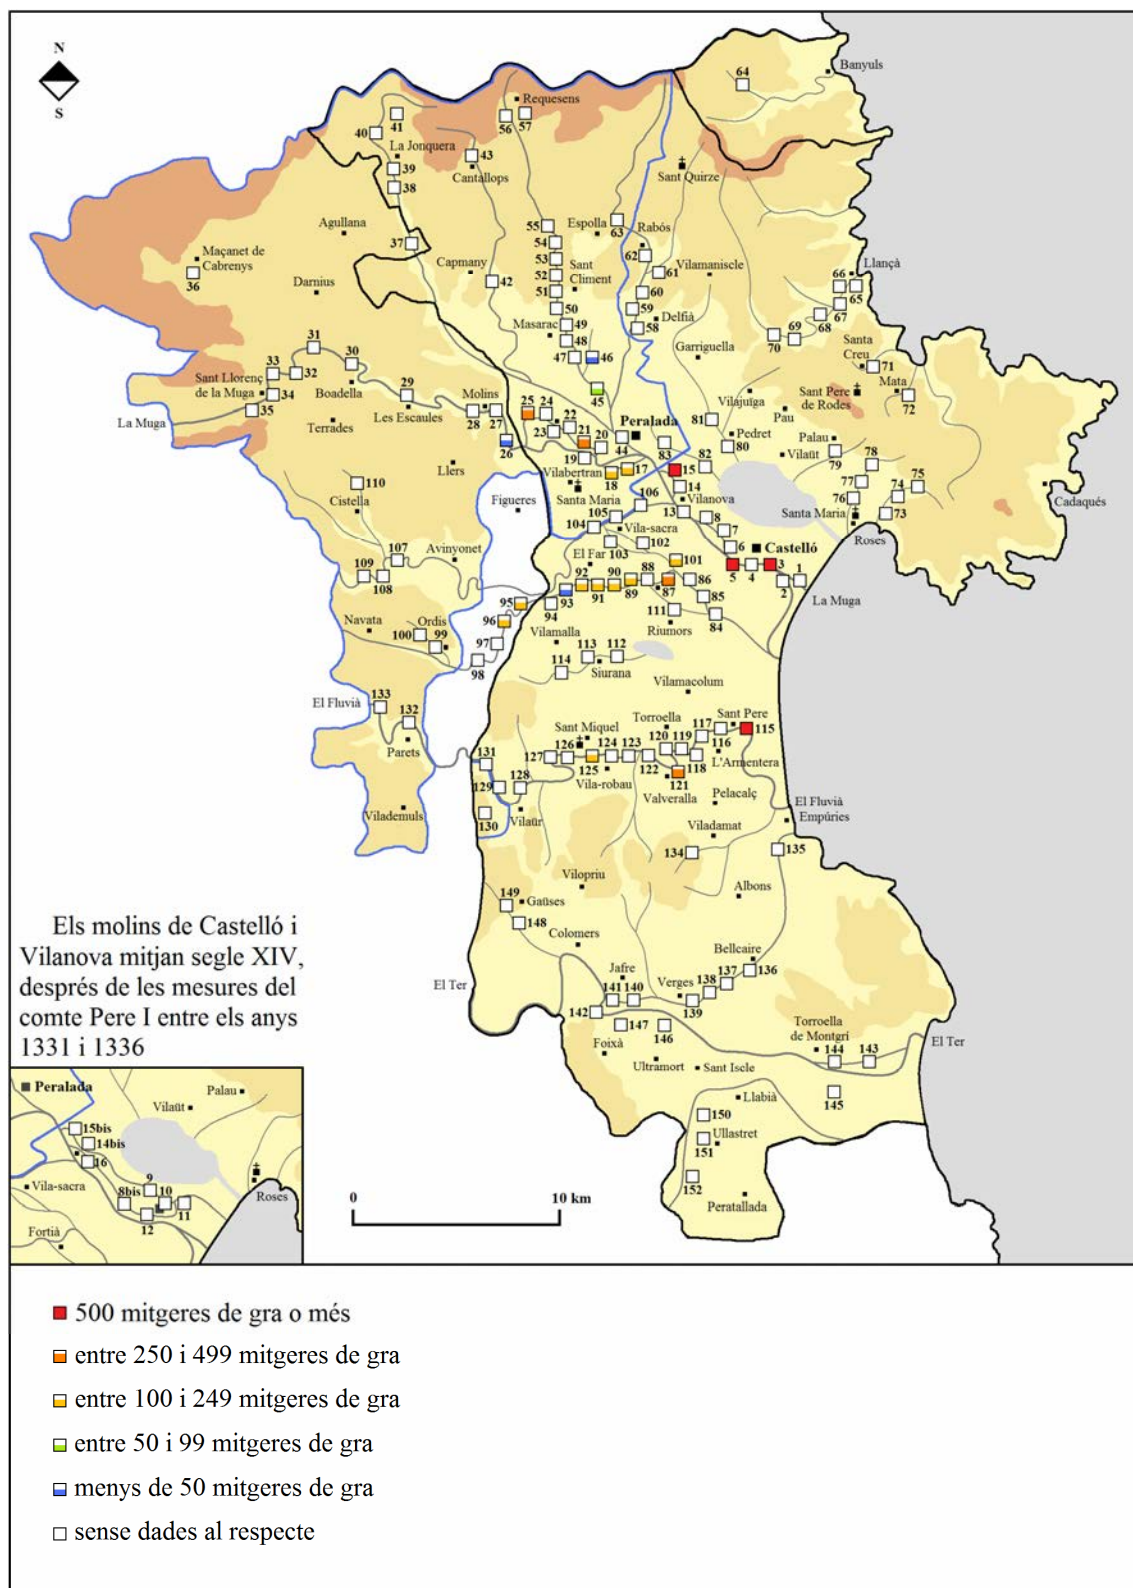 N
S
64
Banyuls
Requesens
56
57
41
40
La Jonquera
43
39
Cantallops
38
Sant Quirze
Agullana
55
Espolla
63
Rabós
37
54
Maçanet de
Cabrenys
36
53
62
Capmany
52
Sant
Climent
61
Vilamaniscle
Llançà
66
65
Darnius
42
51
60
67
50
59
68
Delfià
58
Masarac
49
69
70
31
48
Garriguella
Santa
Creu
71
47
46
30
33
32
Sant Llorenç
de la Muga
34
Boadella
29
Mata
72
Sant Pere
de Rodes
45
Vilajuïga
35
Les Escaules
Molins
28
27
25
24
Pau
La Muga
Terrades
22
Peralada
81
23
21
20
44
Pedret
80
26
83
82
Palau
79
Vilaüt
78
19
17
15
Llers
Vilabertran
18
77
75
110
Santa Maria
14
74
76
Cistella
Figueres
106
Vilanova
73
Cadaqués
105
13
8
Santa Maria
104
Vila-sacra
7
Roses
103
102
6
Castelló
Avinyonet
107
El Far
101
5
4
3
1
109
108
92
90
88
86
2
La Muga
91
89
87
85
95
93
94
111
84
96
Navata
Ordis
100
99
97
98
Riumors
Vilamalla
113
112
114
Siurana
Vilamacolum
El Fluvià
133
132
Torroella
117
Sant Pere
115
Sant Miquel
120
119
116
Parets
126
124
123
L'Armentera
131
127
122
118
125
121
129
128
Vila-robau
Valveralla
Pelacalç
El Fluvià
Empúries
Vilademuls
130
Vilaür
Viladamat
134
135
Vilopriu
Albons
149
Gaüses
148
Colomers
Bellcaire
Els molins de Castelló i
Vilanova mitjan segle XIV,
després de les mesures del
comte Pere I entre els anys
1331 i 1336
El Ter
Jafre
137
136
141
140
Verges
138
142
139
147
146
Torroella
de Montgrí
El Ter
Foixà
144
143
Ultramort
Sant Iscle
Llabià
145
150
Ullastret
151
152
Peratallada
Peralada
Palau
Vilaüt
15bis
14bis
16
Vila-sacra
9
8bis
10
Roses
11
12
Fortià
0
10 km
500 mitgeres de gra o més
entre 250 i 499 mitgeres de gra
entre 100 i 249 mitgeres de gra
entre 50 i 99 mitgeres de gra
menys de 50 mitgeres de gra
sense dades al respecte